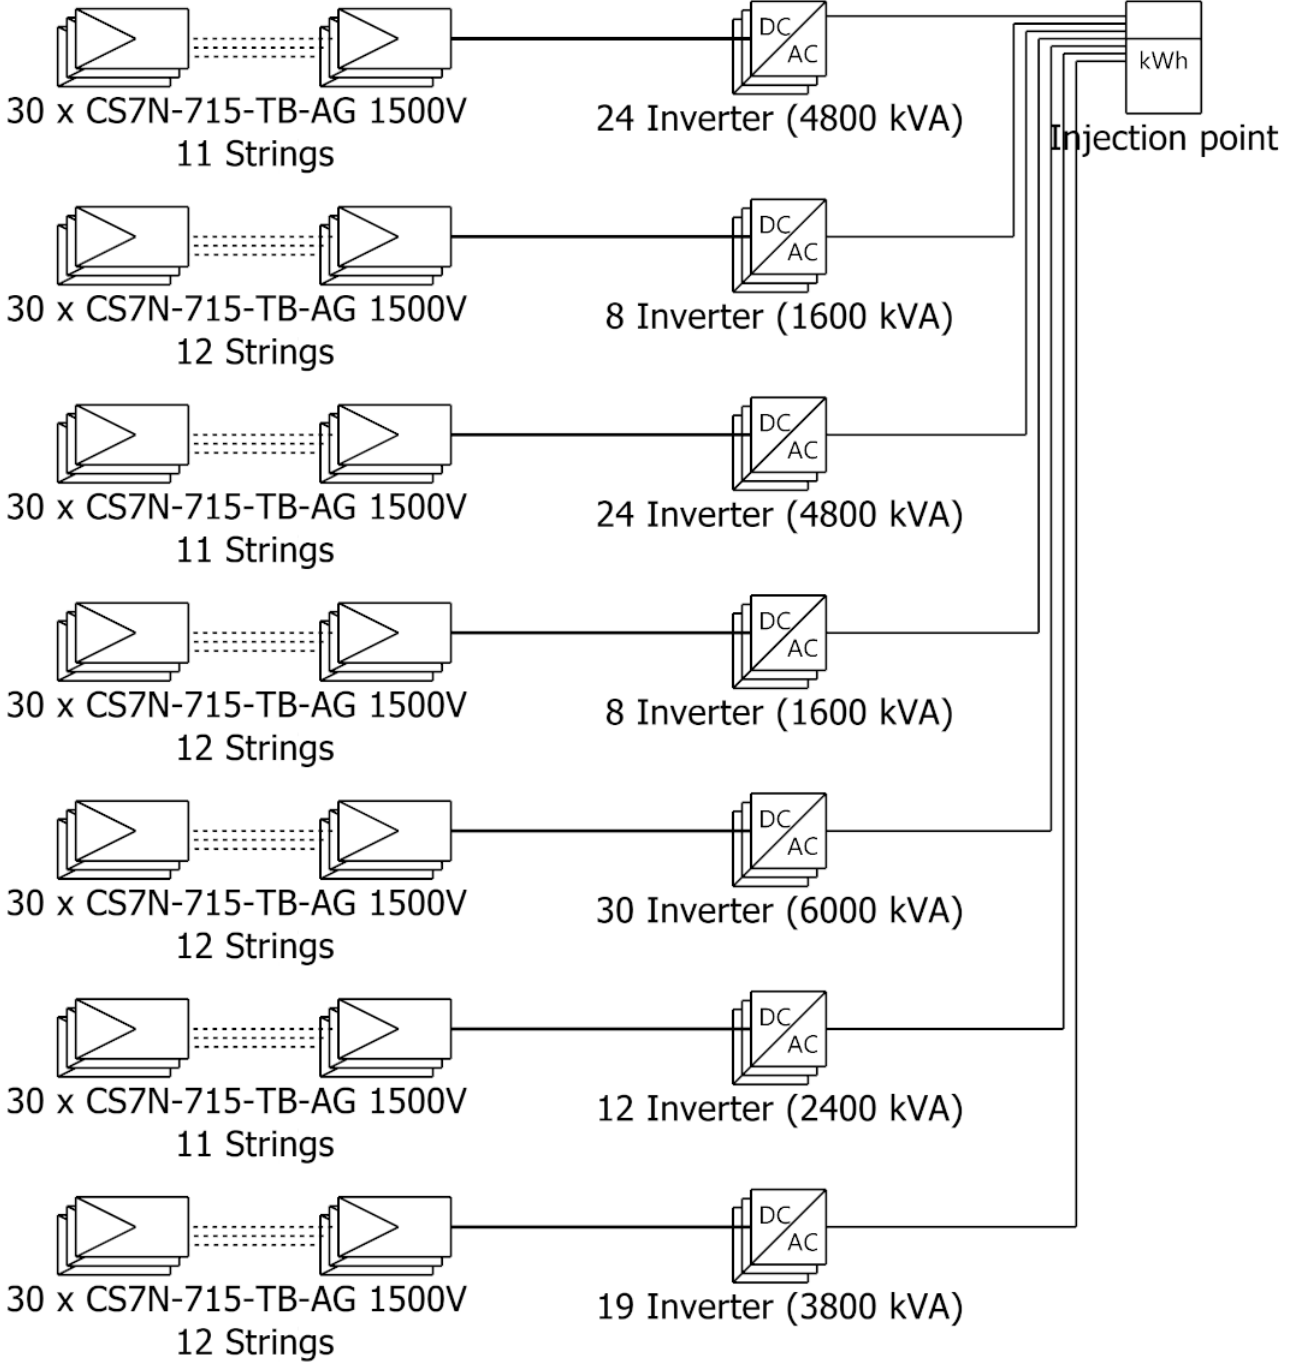 DC
AC
kWh
30 x CS7N-715-TB-AG 1500V
24 Inverter (4800 kVA)
Injection point
11 Strings
DC
AC
30 x CS7N-715-TB-AG 1500V
8 Inverter (1600 kVA)
12 Strings
DC
AC
30 x CS7N-715-TB-AG 1500V
24 Inverter (4800 kVA)
11 Strings
DC
AC
30 x CS7N-715-TB-AG 1500V
8 Inverter (1600 kVA)
12 Strings
DC
AC
30 x CS7N-715-TB-AG 1500V
30 Inverter (6000 kVA)
12 Strings
DC
AC
30 x CS7N-715-TB-AG 1500V
12 Inverter (2400 kVA)
11 Strings
DC
AC
30 x CS7N-715-TB-AG 1500V
19 Inverter (3800 kVA)
12 Strings